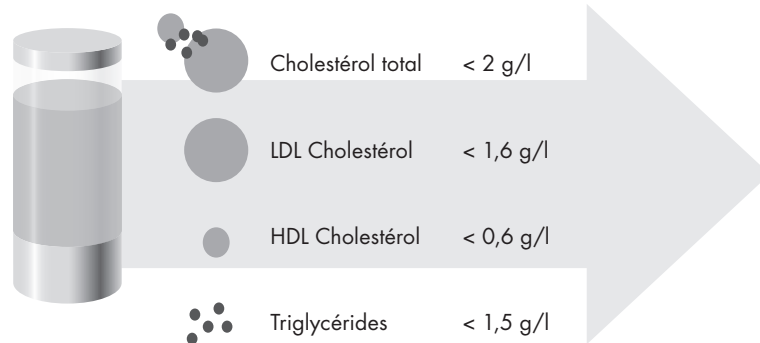 Cholestérol total < 2 g/l
LDL Cholestérol < 1,6 g/l
HDL Cholestérol < 0,6 g/l
Triglycérides < 1,5 g/l